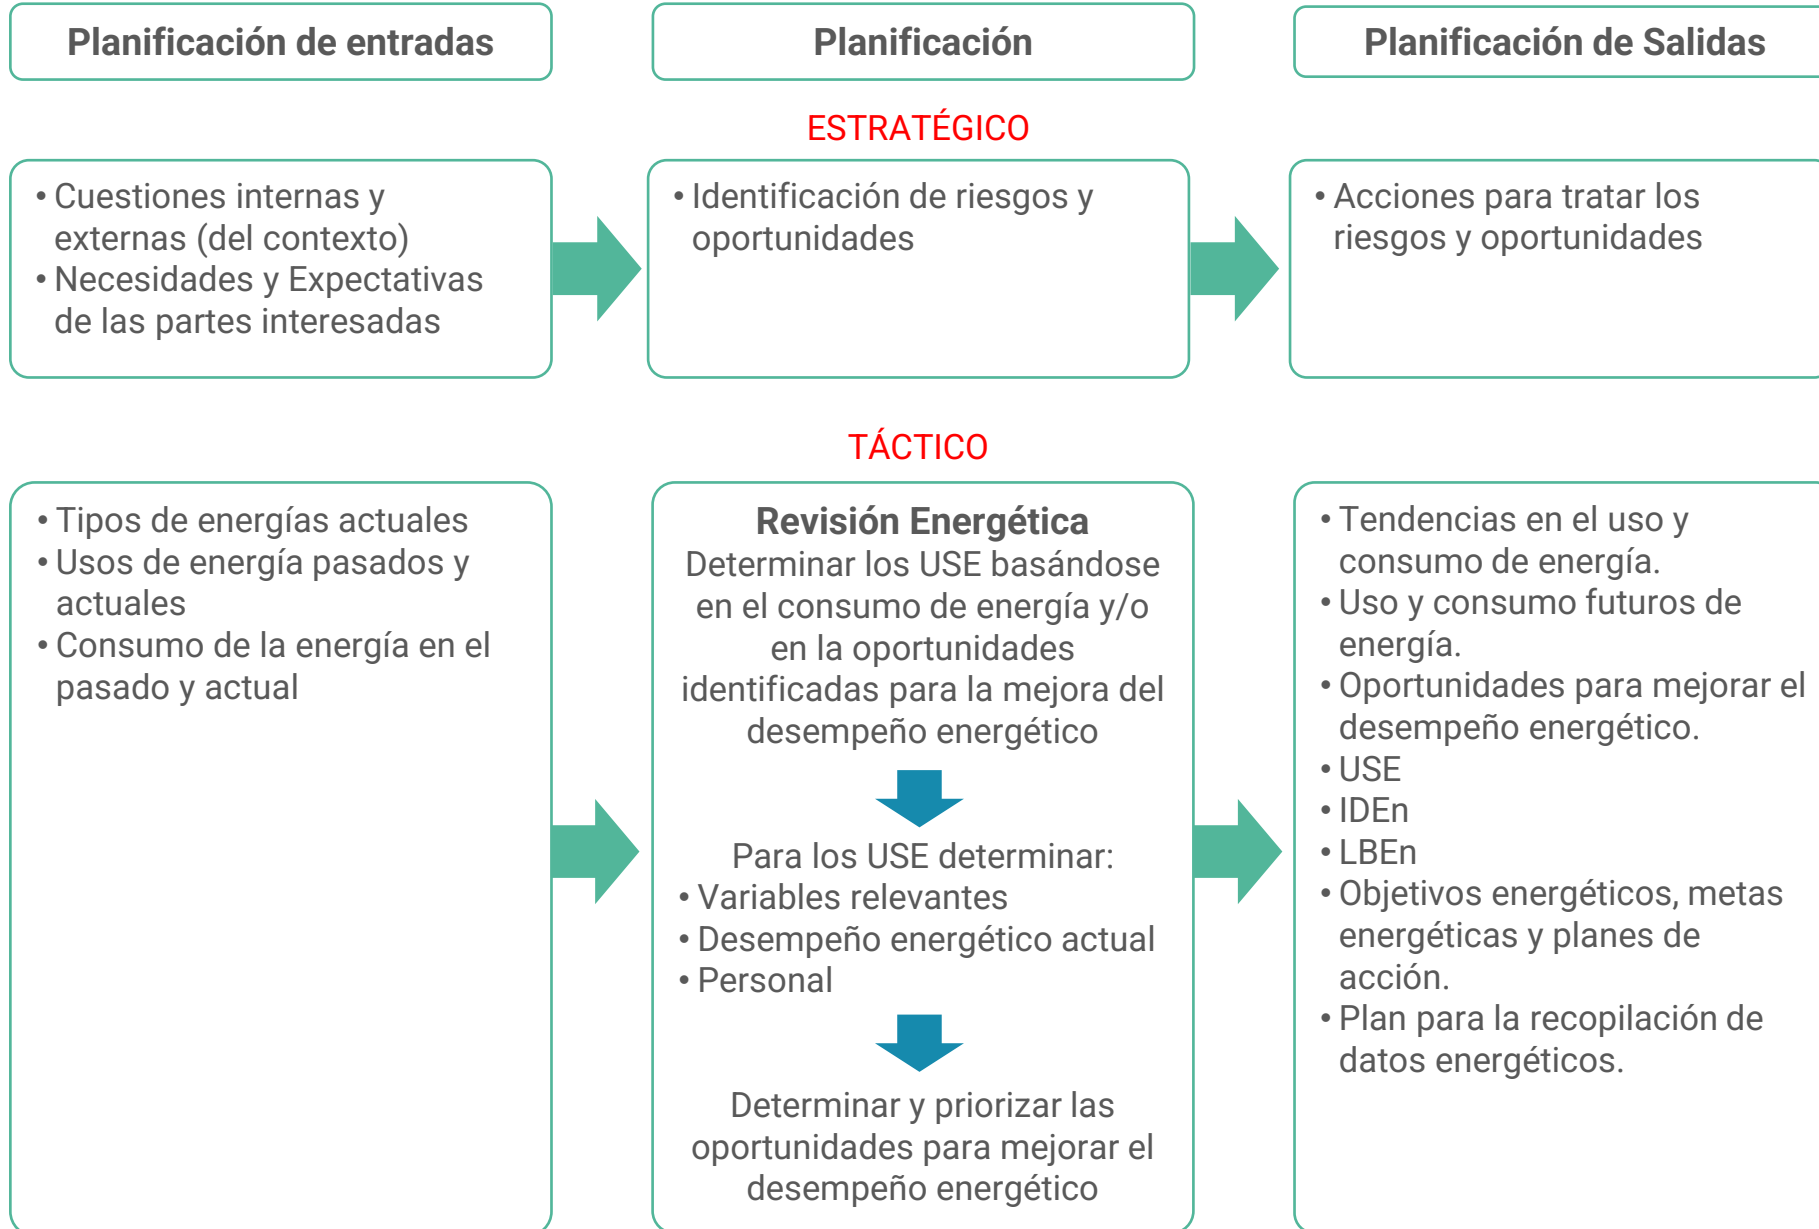 Planificación de entradas
Planificación
Planificación de Salidas
ESTRATÉGICO
• Cuestiones internas y
externas (del contexto)
• Necesidades y Expectativas
de las partes interesadas
• Identificación de riesgos y
oportunidades
• Acciones para tratar los
riesgos y oportunidades
TÁCTICO
• Tipos de energías actuales
• Usos de energía pasados y
actuales
• Consumo de la energía en el
pasado y actual
Revisión Energética
Determinar los USE basándose
en el consumo de energía y/o
en la oportunidades
identificadas para la mejora del
desempeño energético
Para los USE determinar:
• Variables relevantes
• Desempeño energético actual
• Personal
Determinar y priorizar las
oportunidades para mejorar el
desempeño energético
• Tendencias en el uso y
consumo de energía.
• Uso y consumo futuros de
energía.
• Oportunidades para mejorar el
desempeño energético.
• USE
• IDEn
• LBEn
• Objetivos energéticos, metas
energéticas y planes de
acción.
• Plan para la recopilación de
datos energéticos.